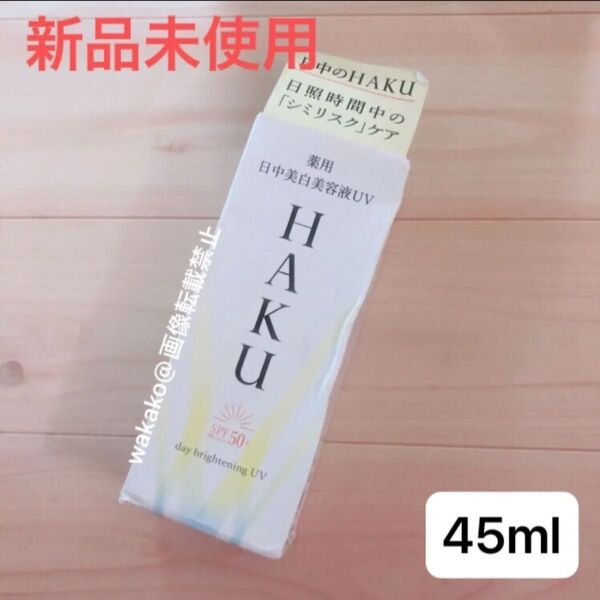 新品未使用
日中のHAKU
日照時間中の
「シミリスク」ケア
薬用
日中美白美容液UV
HAKU
SPF50+
day brightening UV
wakako@画像転載禁止
45ml